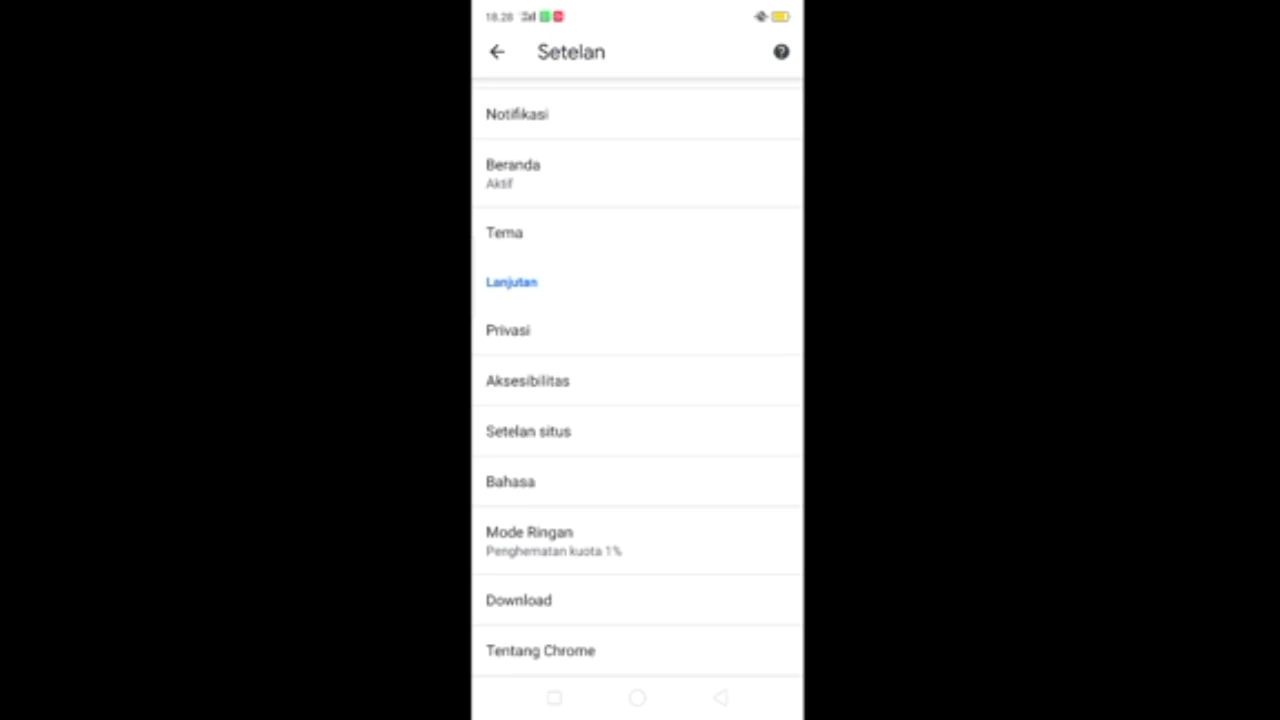 18.28
Setelan
Notifikasi
Beranda
Aktif
Tema
Lanjutan
Privasi
Aksesibilitas
Setelan situs
Bahasa
Mode Ringan
Penghematan kuota 1%
Download
Tentang Chrome